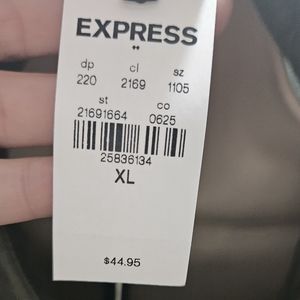 EXPRESS
dp cl sz
220 2169 1105
st co
21691664 0625
25836134
XL
$44.95